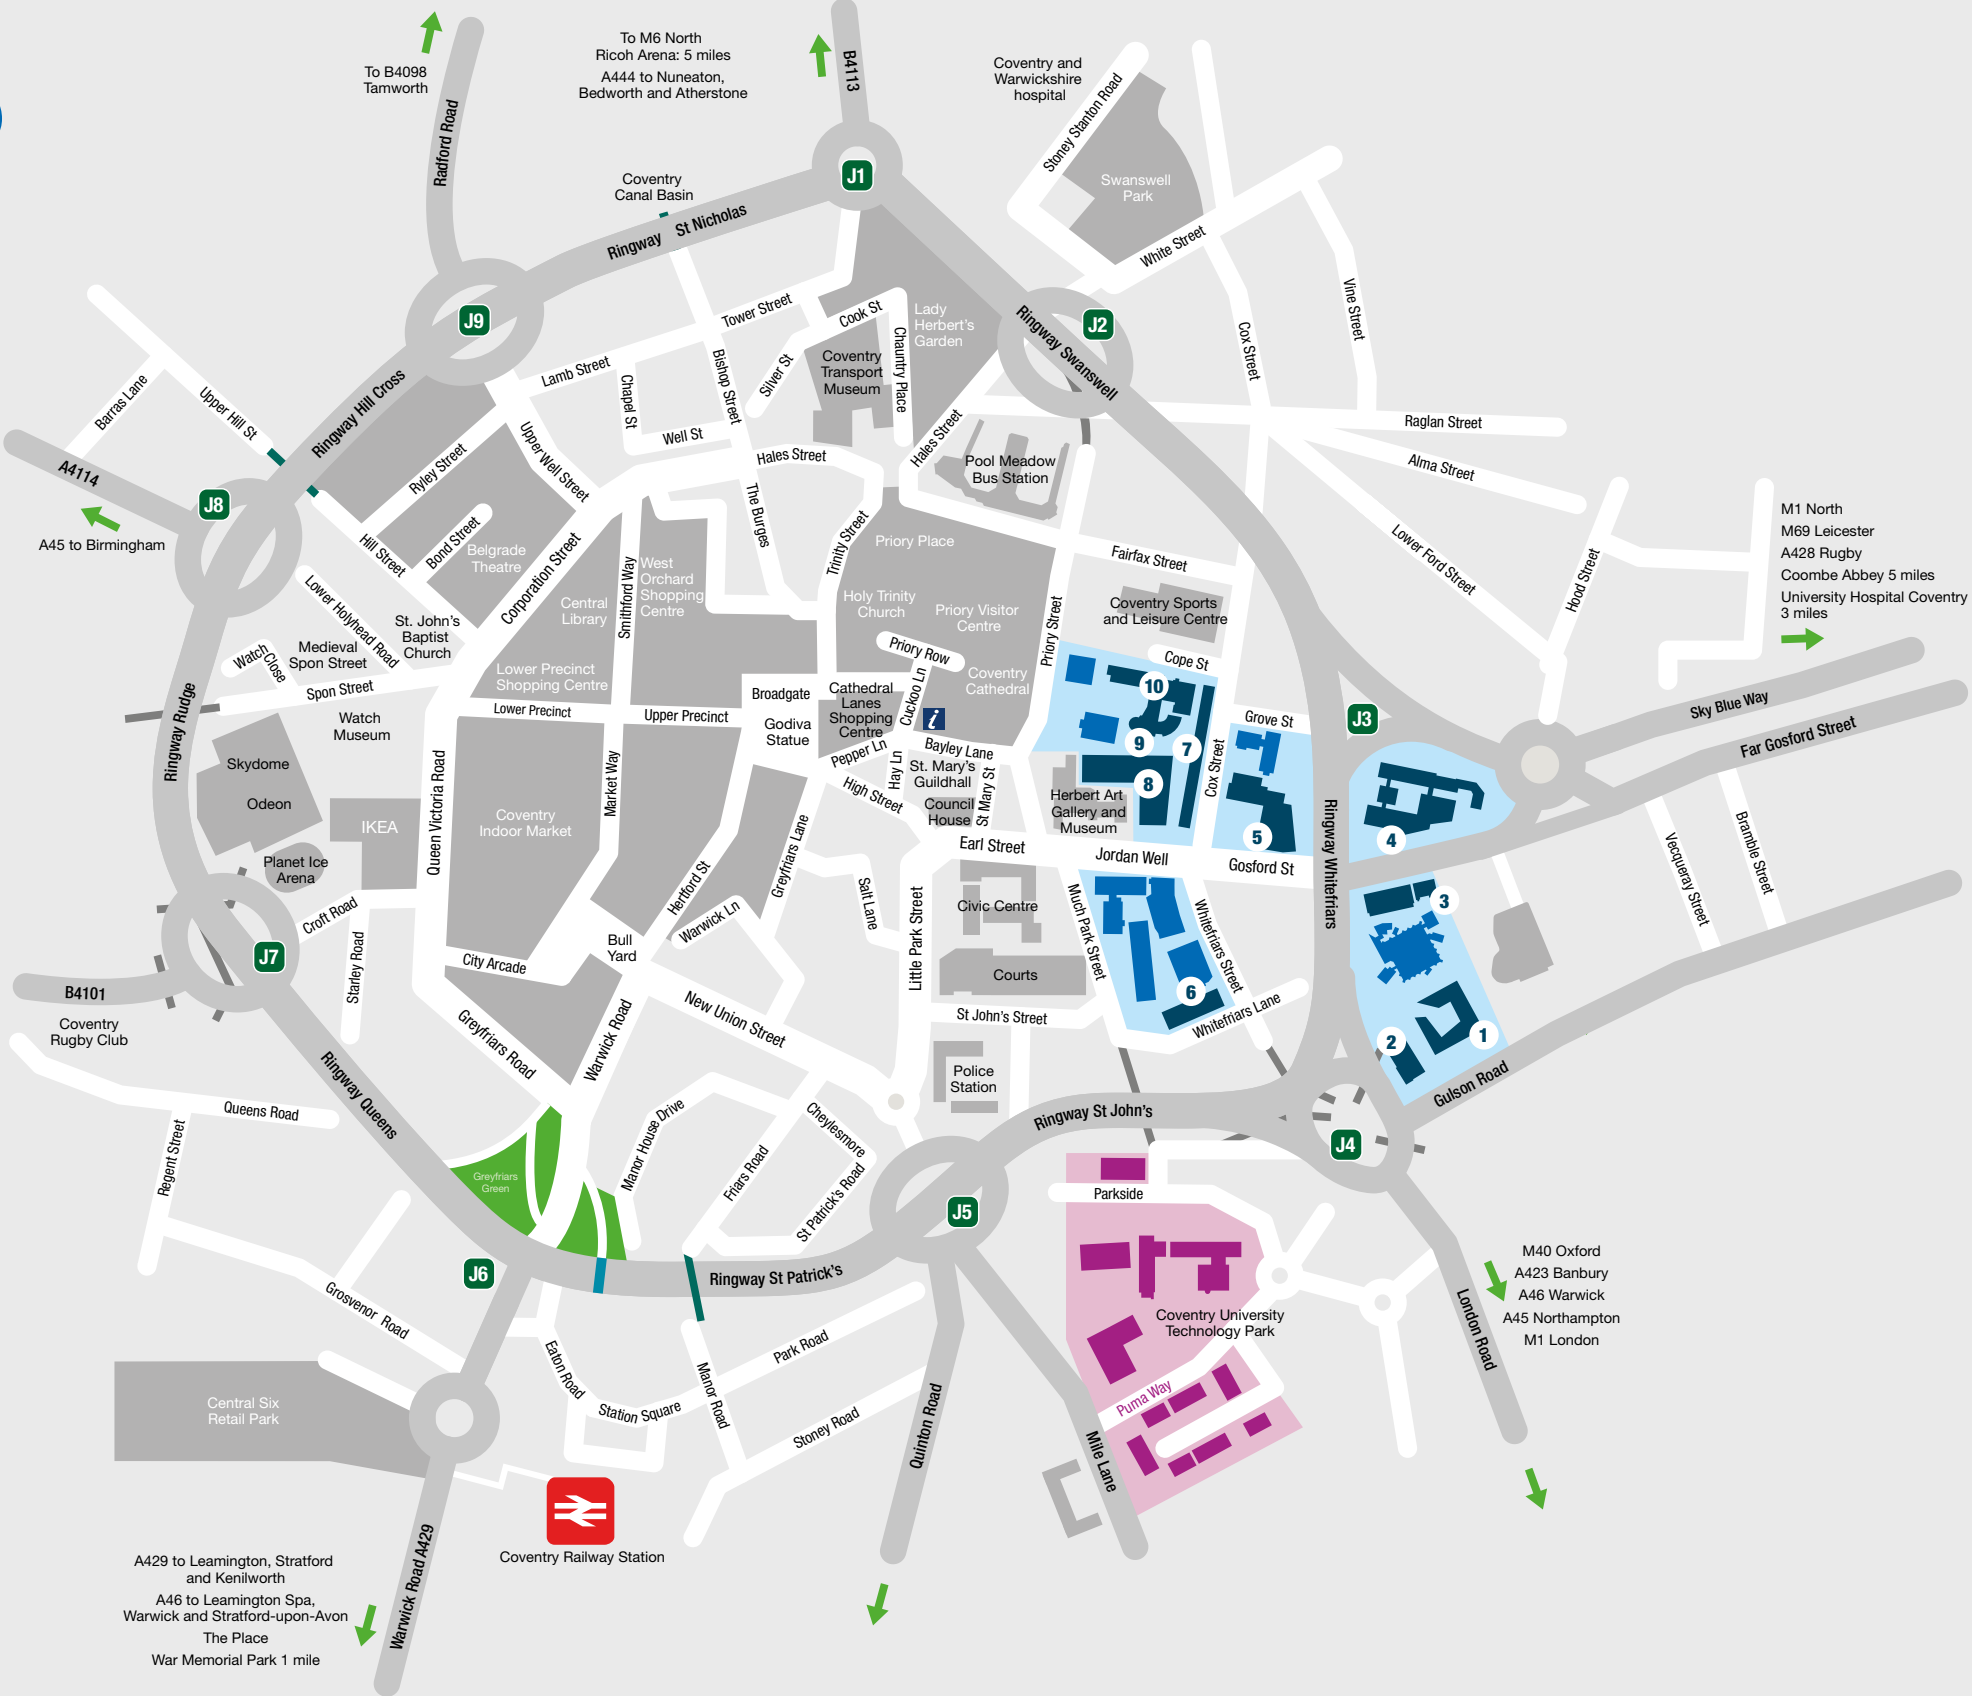 To B4098
Tamworth
To M6 North
Ricoh Arena: 5 miles
A444 to Nuneaton,
Bedworth and Atherstone
B4113
Coventry and
Warwickshire
hospital
Radford Road
Stoney Stanton Road
Swanswell
Park
J1
Coventry
Canal Basin
Ringway St Nicholas
White Street
Vine Street
Cox Street
J9
J2
Tower Street
Cook St
Lady
Herbert's
Garden
Ringway Swanswell
Chauntry Place
Coventry
Transport
Museum
Silver St
Bishop Street
Lamb Street
Chapel St
Well St
Barras Lane
Upper Hill St
Ringway Hill Cross
A4114
J8
A45 to Birmingham
Ryley Street
Upper Well Street
Hales Street
Hales Street
Raglan Street
Alma Street
Pool Meadow
Bus Station
The Burges
Trinity Street
Bond Street
Hill Street
Belgrade
Theatre
Corporation Street
Smithford Way
West
Orchard
Shopping
Centre
Central
Library
Priory Place
Holy Trinity
Church
Priory Visitor
Centre
Fairfax Street
Lower Ford Street
Hood Street
M1 North
M69 Leicester
A428 Rugby
Coombe Abbey 5 miles
University Hospital Coventry
3 miles
Coventry Sports
and Leisure Centre
Priory Street
Lower Holyhead Road
St. John's
Baptist
Church
Medieval
Spon Street
Watch
Close
Spon Street
Watch
Museum
Priory Row
Coventry
Cathedral
Cope St
10
Lower Precinct
Shopping Centre
Lower Precinct
Upper Precinct
Broadgate
Godiva
Statue
Cathedral
Lanes
Shopping
Centre
Cuckoo Ln
i
Grove St
J3
Sky Blue Way
Far Gosford Street
Ringway Rudge
Skydome
Odeon
IKEA
Queen Victoria Road
Market Way
Coventry
Indoor Market
Pepper Ln
Hay Ln
Bayley Lane
St. Mary's
Guildhall
Council
House
St Mary St
High Street
Herbert Art
Gallery and
Museum
9
7
8
Cox Street
5
4
Ringway Whitefriars
Planet Ice
Arena
Greyfriars Lane
Hertford St
Salt Lane
Earl Street
Jordan Well
Gosford St
Vecqueray Street
Bramble Street
Croft Road
Starley Road
Warwick Ln
Bull
Yard
City Arcade
Little Park Street
Civic Centre
Courts
Much Park Street
Whitefriars Street
3
6
J7
B4101
Coventry
Rugby Club
Greyfriars Road
Warwick Road
New Union Street
St John's Street
Whitefriars Lane
2
1
Police
Station
Gulson Road
Ringway Queens
Queens Road
Regent Street
Greyfriars
Green
Manor House Drive
Cheylesmore
Friars Road
St Patrick's Road
Ringway St John's
J4
Parkside
J5
J6
Ringway St Patrick's
Grosvenor Road
Coventry University
Technology Park
M40 Oxford
A423 Banbury
A46 Warwick
A45 Northampton
M1 London
London Road
Eaton Road
Station Square
Park Road
Manor Road
Stoney Road
Quinton Road
Puma Way
Mile Lane
Central Six
Retail Park
Coventry Railway Station
Warwick Road A429
A429 to Leamington, Stratford
and Kenilworth
A46 to Leamington Spa,
Warwick and Stratford-upon-Avon
The Place
War Memorial Park 1 mile